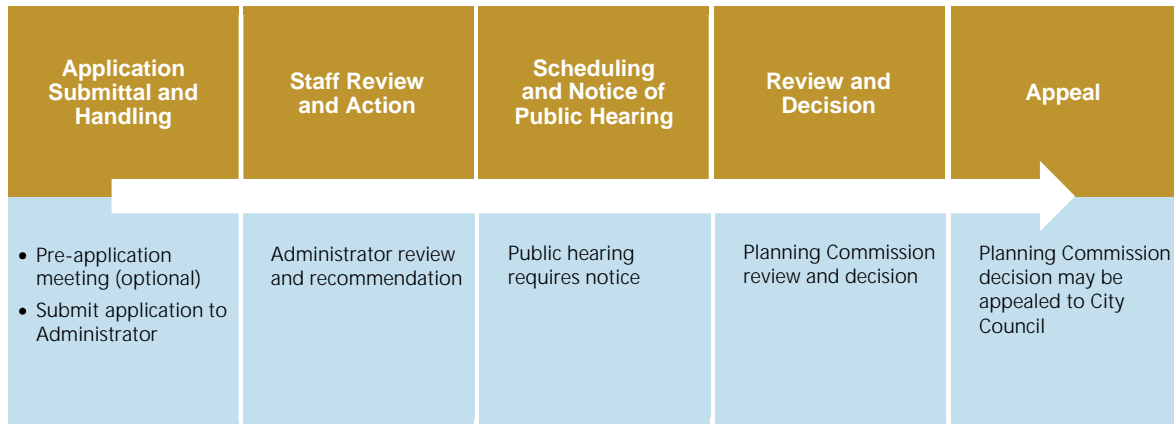 Application
Submittal and
Handling
Staff Review
and Action
Scheduling
and Notice of
Public Hearing
Review and
Decision
Appeal
• Pre-application
meeting (optional)
• Submit application to
Administrator
Administrator review
and recommendation
Public hearing
requires notice
Planning Commission
review and decision
Planning Commission
decision may be
appealed to City
Council